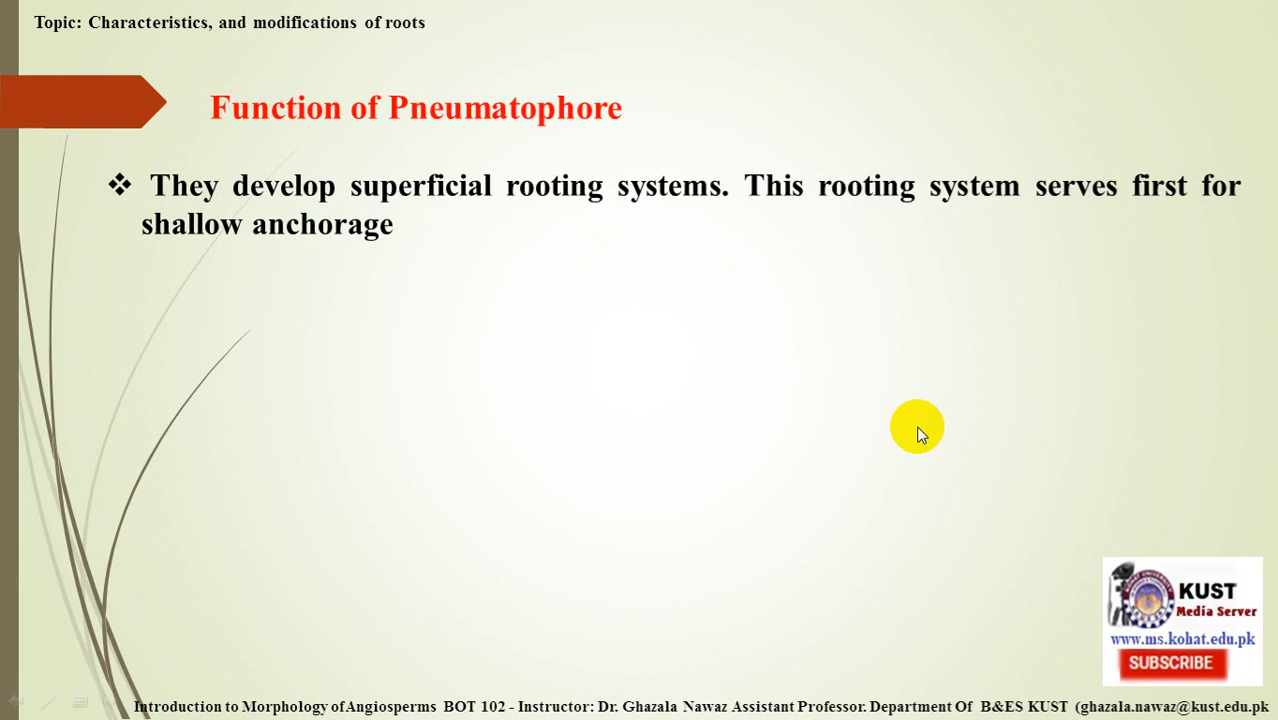 Topic: Characteristics, and modifications of roots
Function of Pneumatophore
❖ They develop superficial rooting systems. This rooting system serves first for
shallow anchorage
KUST
Media Server
www.ms.kohat.edu.pk
SUBSCRIBE
Introduction to Morphology of Angiosperms BOT 102 - Instructor: Dr. Ghazala Nawaz Assistant Professor. Department Of B&ES KUST (ghazala.nawaz@kust.edu.pk